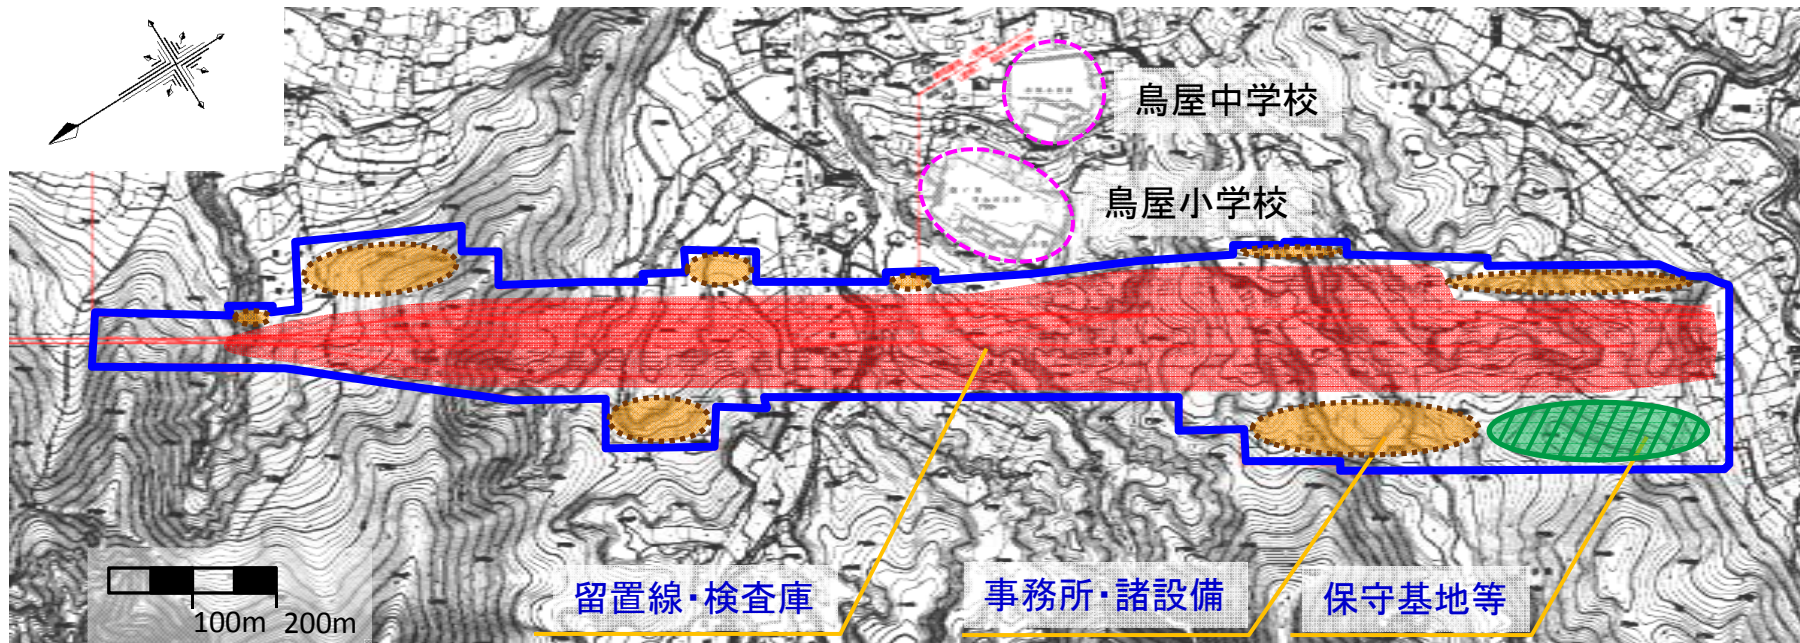 鳥屋中学校
鳥屋小学校
留置線・検査庫
事務所・諸設備
保守基地等
100m 200m